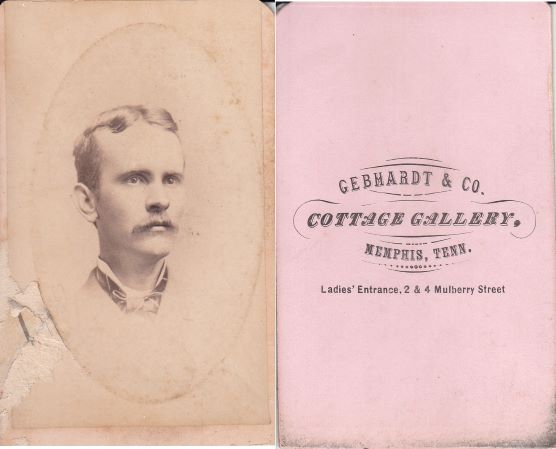 GEBHARDT & CO.
COTTAGE GALLERY,
MEMPHIS, TENN.
Ladies' Entrance, 2 & 4 Mulberry Street